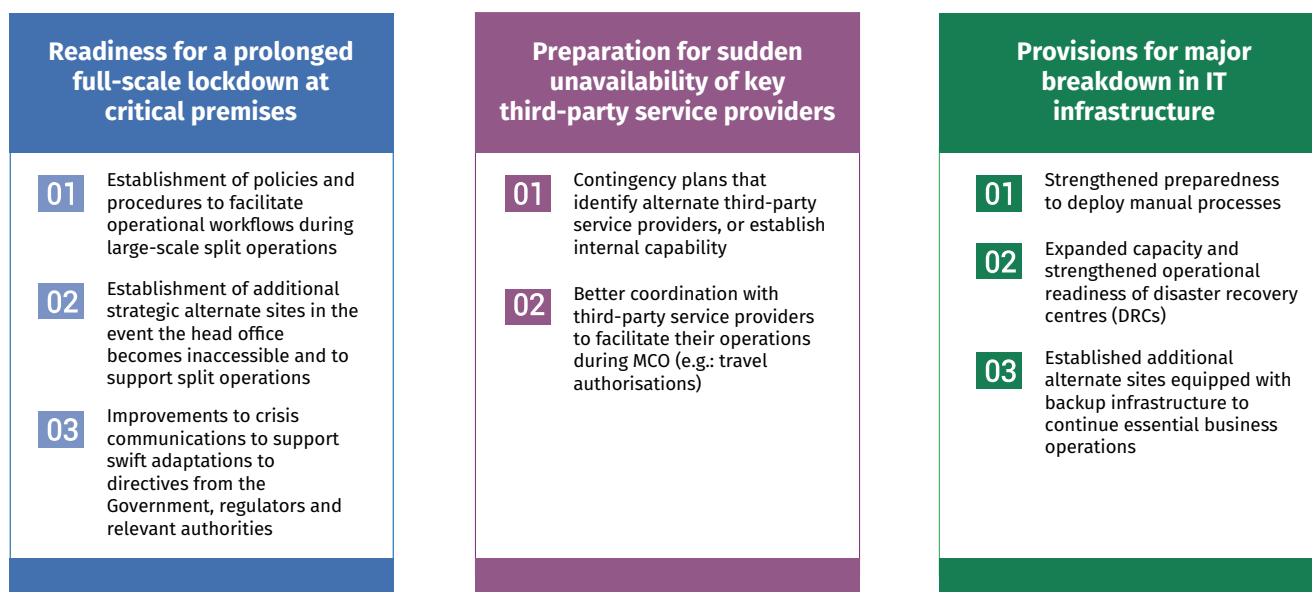 Readiness for a prolonged
full-scale lockdown at
critical premises
01
Establishment of policies and
procedures to facilitate
operational workflows during
large-scale split operations
02
Establishment of additional
strategic alternate sites in the
event the head office
becomes inaccessible and to
support split operations
03
Improvements to crisis
communications to support
swift adaptations to
directives from the
Government, regulators and
relevant authorities
Preparation for sudden
unavailability of key
third-party service providers
01
Contingency plans that
identify alternate third-party
service providers, or establish
internal capability
02
Better coordination with
third-party service providers
to facilitate their operations
during MCO (e.g.: travel
authorisations)
Provisions for major
breakdown in IT
infrastructure
01
Strengthened preparedness
to deploy manual processes
02
Expanded capacity and
strengthened operational
readiness of disaster recovery
centres (DRCs)
03
Established additional
alternate sites equipped with
backup infrastructure to
continue essential business
operations